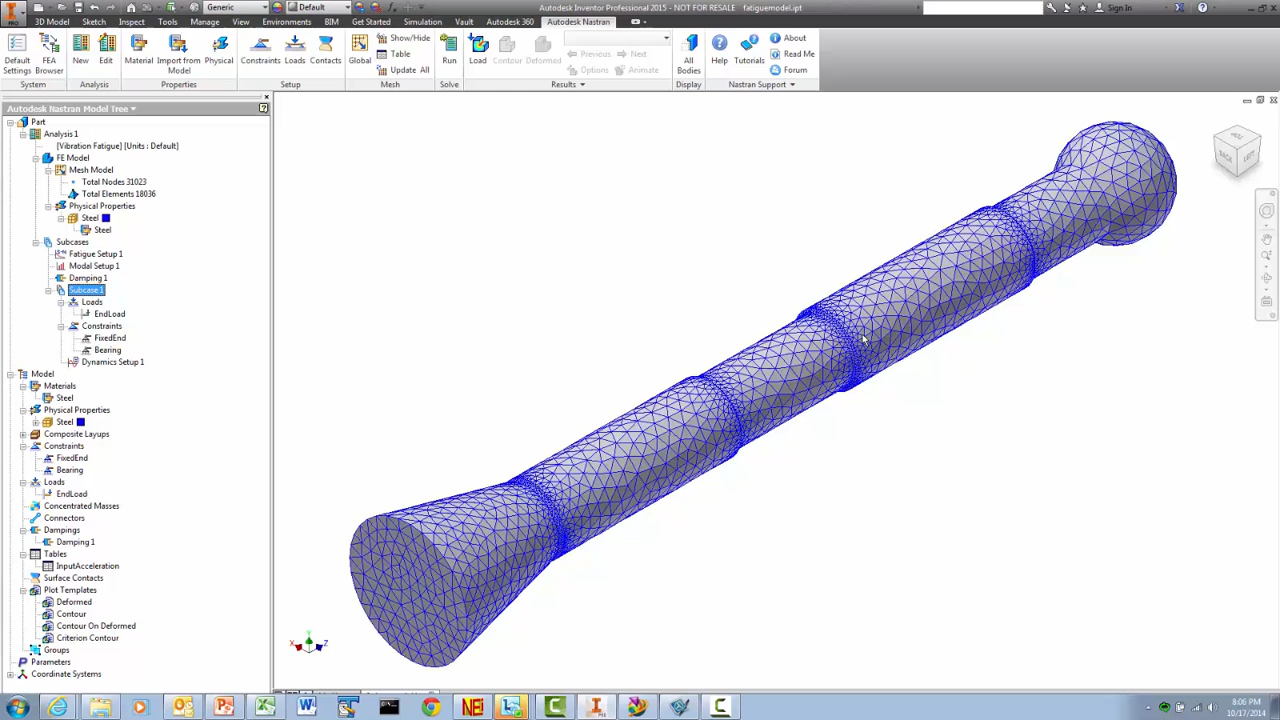 Generic
Default
Autodesk Inventor Professional 2015 - NOT FOR RESALE
fatiguemodel.ipt
Sign In
PRO
3D Model
Sketch
Inspect
Tools
Manage
View
Environments
BIM
Get Started
Simulation
Vault
Autodesk 360
Autodesk Nastran
Default Settings
FEA Browser
New
Edit
Material
Import from Model
Physical
Constraints
Loads
Contacts
Global
Show/Hide
Table
Update All
Run
Load
Contour
Deformed
Previous
Next
Options
Animate
All Bodies
Help
Tutorials
About
Read Me
Forum
System
Analysis
Properties
Setup
Mesh
Solve
Results
Display
Nastran Support
Autodesk Nastran Model Tree
Part
Analysis 1
[Vibration Fatigue] [Units : Default]
FE Model
Mesh Model
Total Nodes 31023
Total Elements 18036
Physical Properties
Steel
Steel
Subcases
Fatigue Setup 1
Modal Setup 1
Damping 1
Subcase 1
Loads
EndLoad
Constraints
FixedEnd
Bearing
Dynamics Setup 1
Model
Materials
Steel
Physical Properties
Steel
Composite Layups
Constraints
FixedEnd
Bearing
Loads
EndLoad
Concentrated Masses
Connectors
Dampings
Damping 1
Tables
InputAcceleration
Surface Contacts
Plot Templates
Deformed
Contour
Contour On Deformed
Criterion Contour
Groups
Parameters
Coordinate Systems
BACK
LEFT
X
Y
Z
8:06 PM
10/17/2014